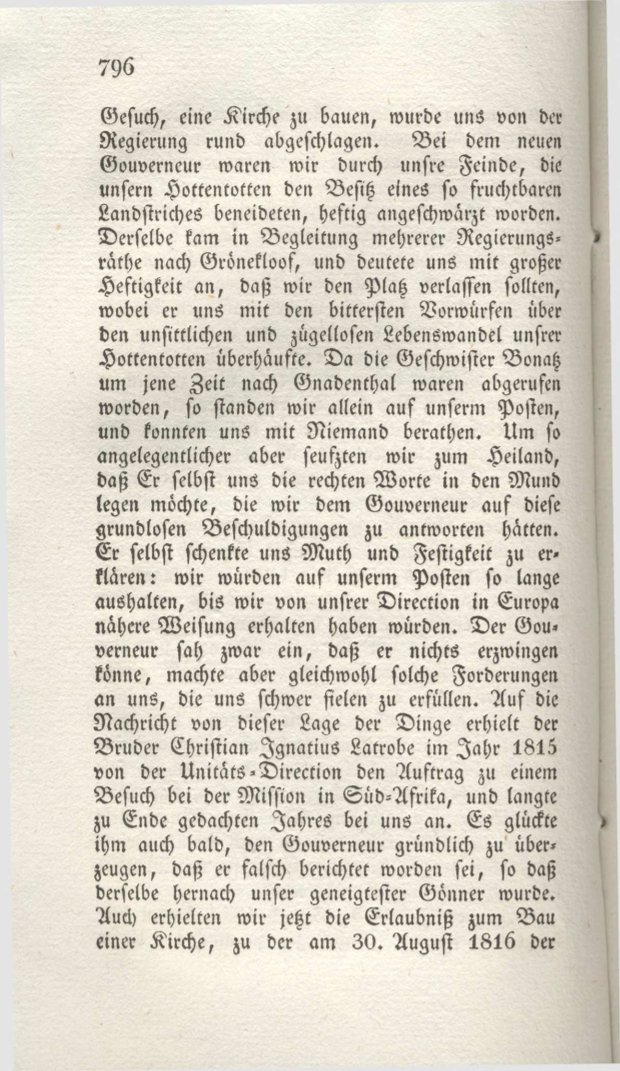 796
Gesuch, eine Kirche zu bauen, wurde uns von der
Regierung rund abgeschlagen. Bei dem neuen
Gouverneur waren wir durch unsre Feinde, die
unsern Hottentotten den Besitz eines so fruchtbaren
Landstriches beneideten, heftig angeschwärzt worden.
Derselbe kam in Begleitung mehrerer Regierungs-
räthe nach Grönekloof, und deutete uns mit großer
Heftigkeit an, daß wir den Platz verlassen sollten,
wobei er uns mit den bittersten Vorwürfen über
den unsittlichen und zügellosen Lebenswandel unsrer
Hottentotten überhäufte. Da die Geschwister Bonatz
um jene Zeit nach Gnadenthal waren abgerufen
worden, so standen wir allein auf unserm Posten,
und konnten uns mit Niemand berathen. Um so
angelegentlicher aber seufzten wir zum Heiland,
daß Er selbst uns die rechten Worte in den Mund
legen möchte, die wir dem Gouverneur auf diese
grundlosen Beschuldigungen zu antworten hätten.
Er selbst schenkte uns Muth und Festigkeit zu er-
klären: wir würden auf unserm Posten so lange
aushalten, bis wir von unsrer Direction in Europa
nähere Weisung erhalten haben würden. Der Gou-
verneur sah zwar ein, daß er nichts erzwingen
könne, machte aber gleichwohl solche Forderungen
an uns, die uns schwer fielen zu erfüllen. Auf die
Nachricht von dieser Lage der Dinge erhielt der
Bruder Christian Ignatius Latrobe im Jahr 1815
von der Unitäts-Direction den Auftrag zu einem
Besuch bei der Mission in Süd-Afrika, und langte
zu Ende gedachten Jahres bei uns an. Es glückte
ihm auch bald, den Gouverneur gründlich zu über-
zeugen, daß er falsch berichtet worden sei, so daß
derselbe hernach unser geneigtester Gönner wurde.
Auch erhielten wir jetzt die Erlaubniß zum Bau
einer Kirche, zu der am 30. August 1816 der